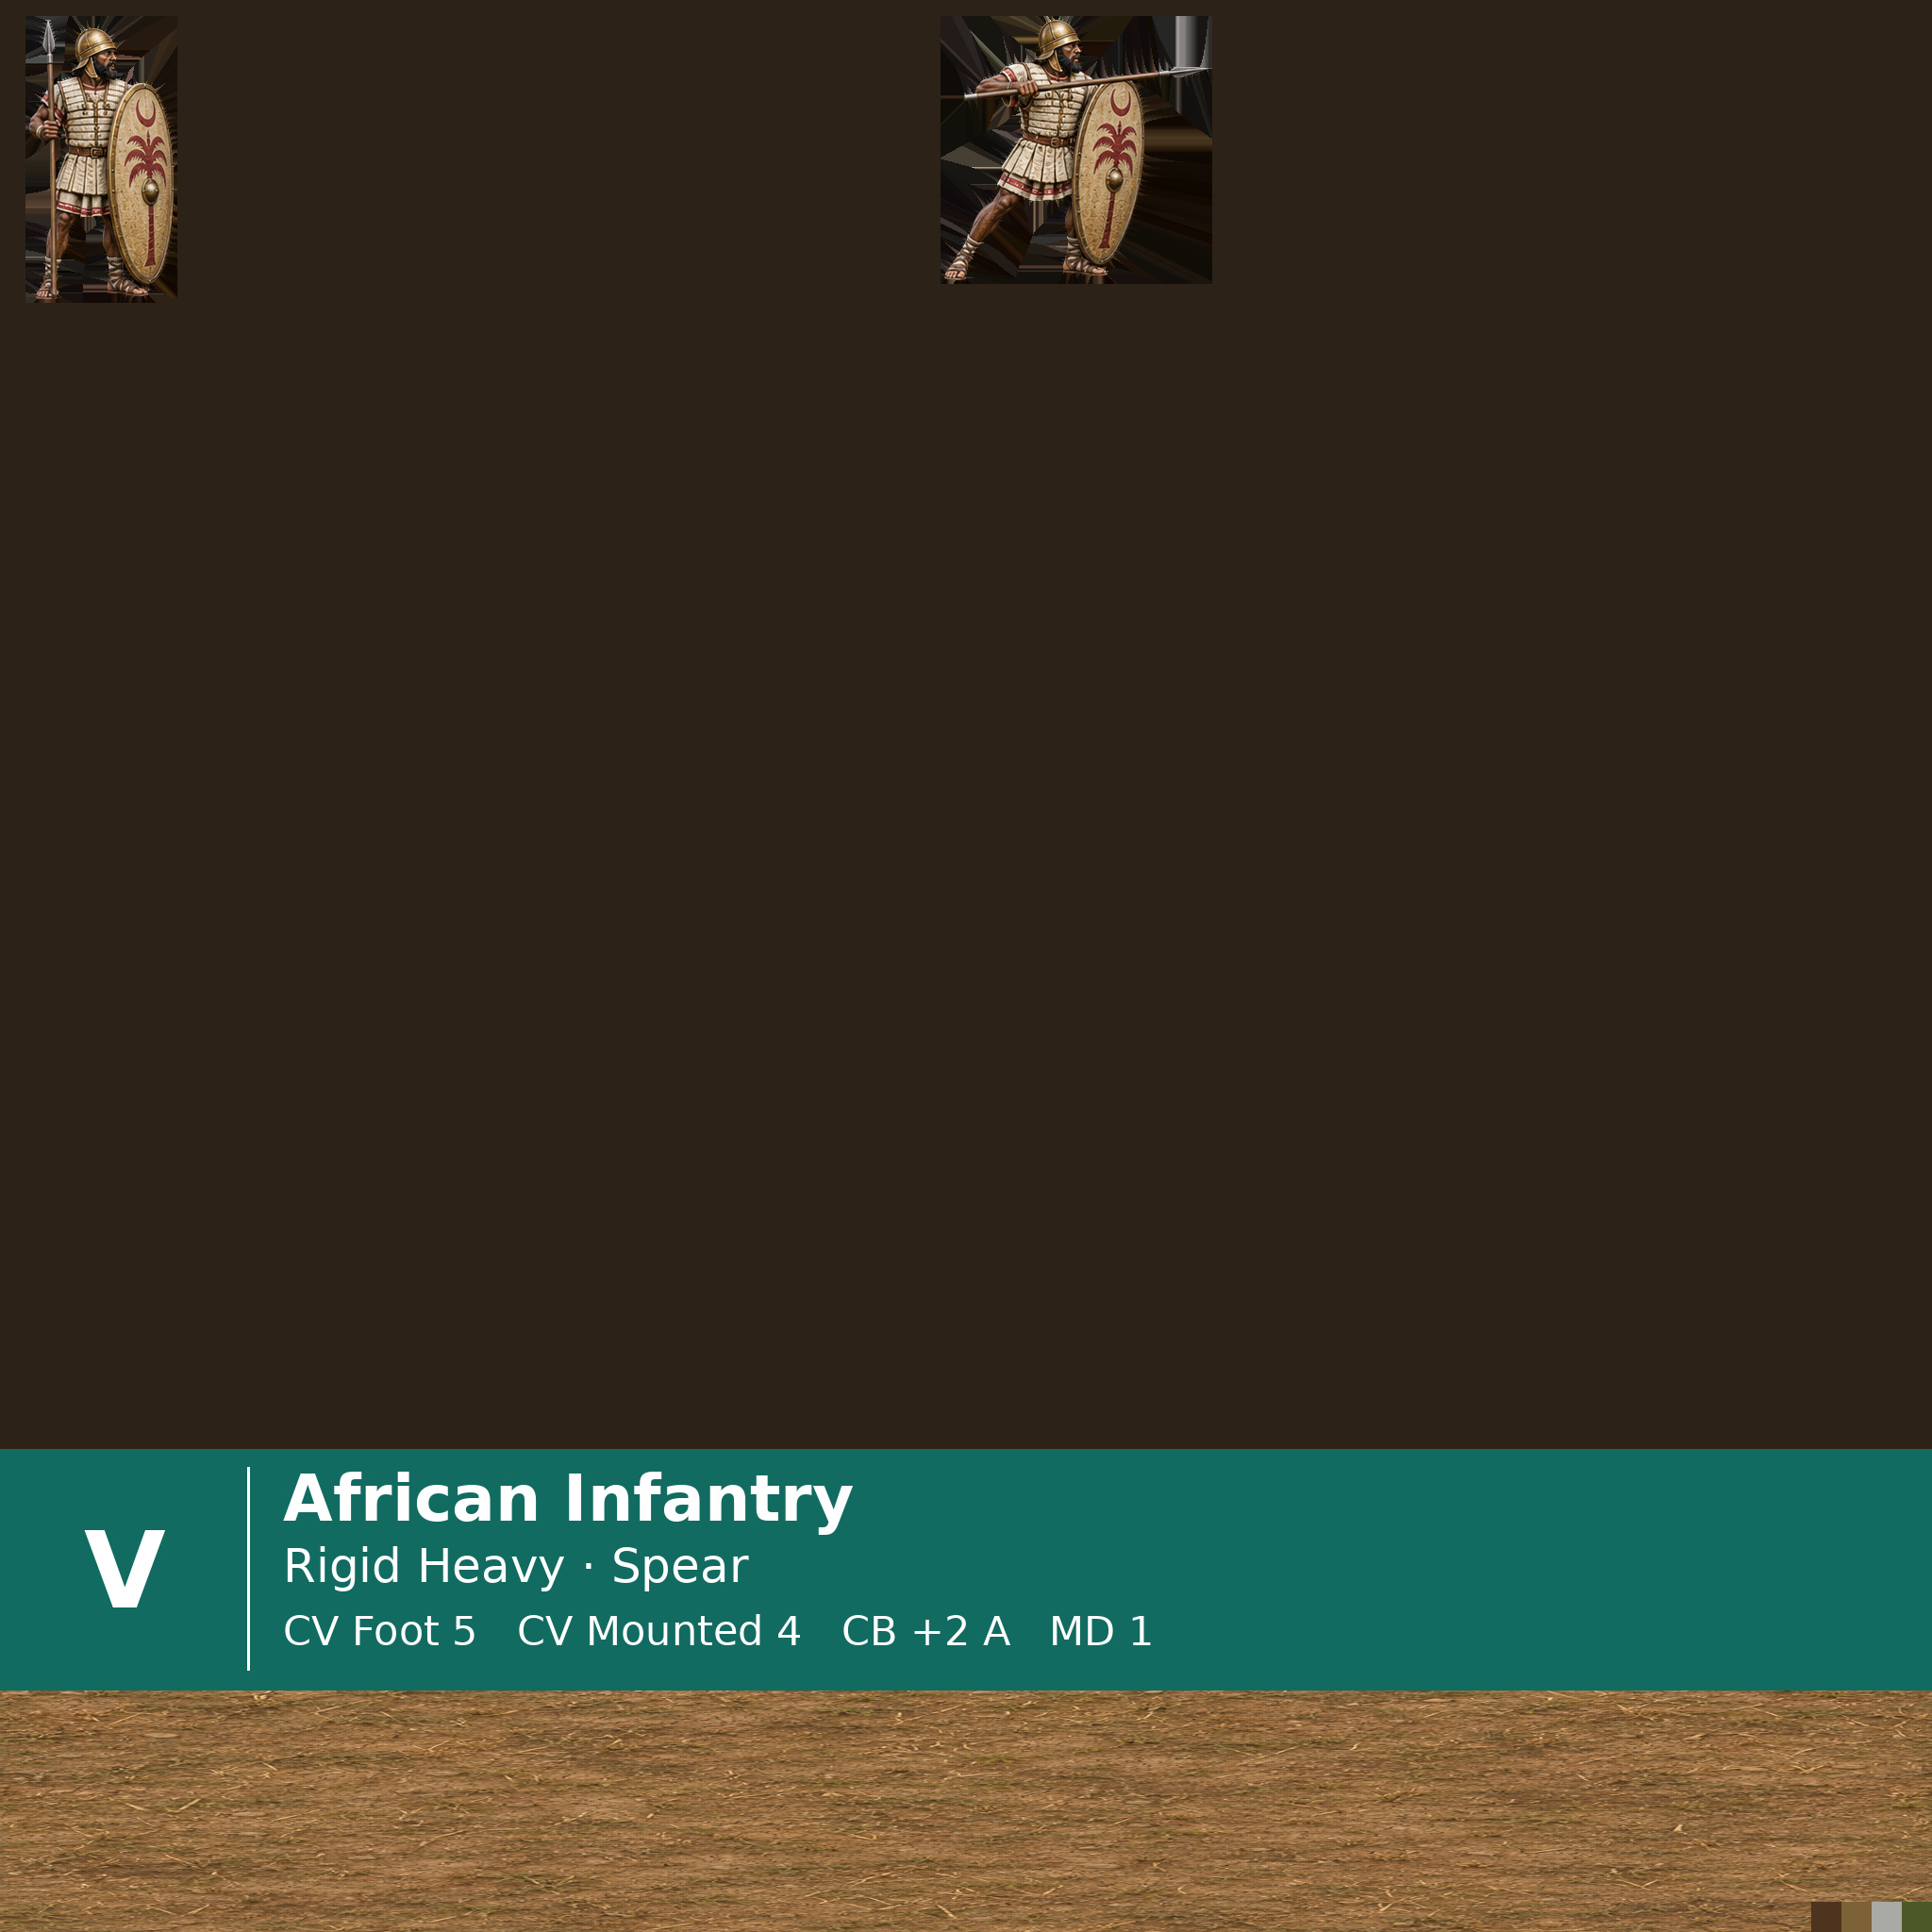 V
African Infantry
Rigid Heavy · Spear
CV Foot 5 CV Mounted 4 CB +2 A MD 1